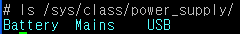 # ls /sys/class/power_supply/
Battery  Mains    USB